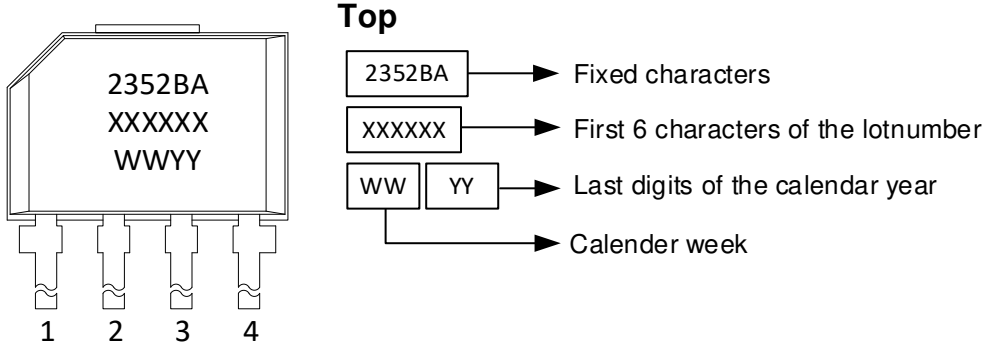 2352BA
XXXXXX
WWYY
1 2 3 4
Top
2352BA Fixed characters
XXXXXX First 6 characters of the lotnumber
WW YY Last digits of the calendar year
Calender week